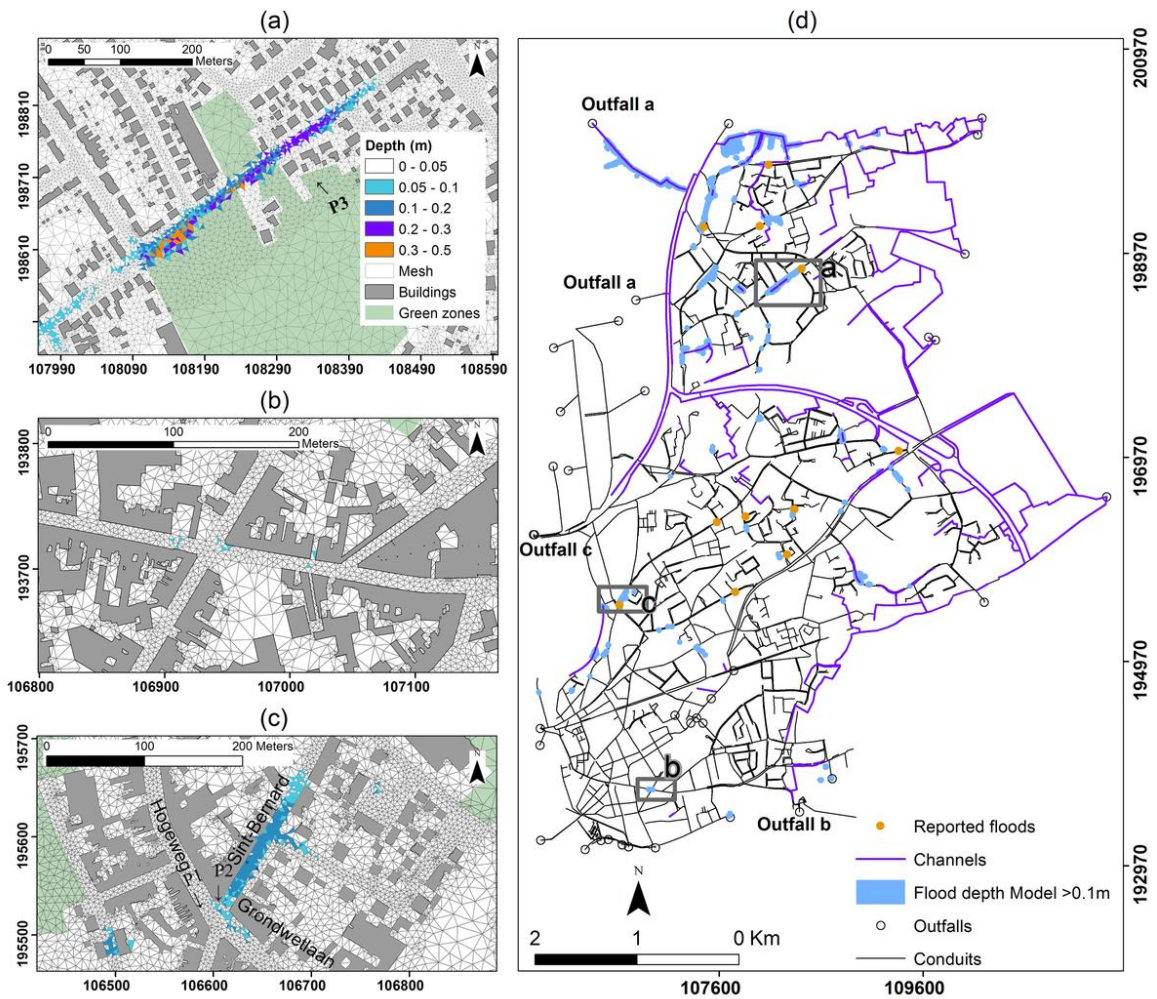 (a)
0 50 100 200
Meters
N
198810
198710
198610
Depth (m)
0 - 0.05
0.05 - 0.1
0.1 - 0.2
0.2 - 0.3
0.3 - 0.5
Mesh
Buildings
Green zones
P3
107990 108090 108190 108290 108390 108490 108590
(b)
0 100 200
Meters
N
193800
193700
106800 106900 107000 107100
(c)
0 100 200 Meters
N
195700
195600
195500
Hogeweg
P1
Sint-Bernard
P2
Grondwetlaan
106500 106600 106700 106800
(d)
Outfall a
Outfall a
a
Outfall c
c
b
Outfall b
200970
198970
196970
194970
192970
N
2 1 0 Km
Reported floods
Channels
Flood depth Model >0.1m
Outfalls
Conduits
107600 109600